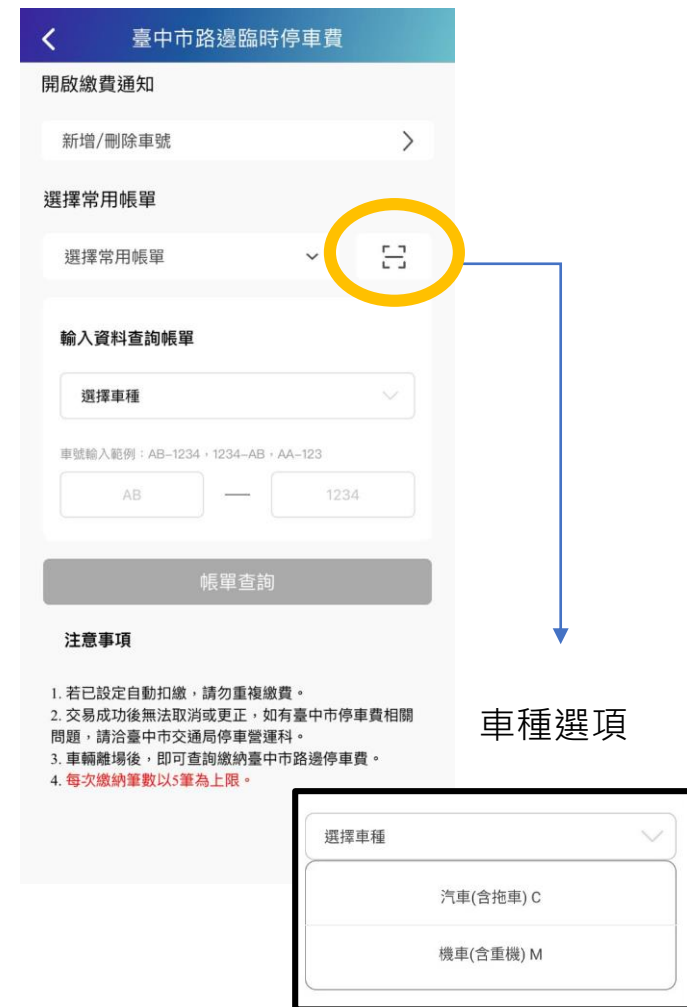 臺中市路邊臨時停車費
開啟繳費通知
新增/刪除車號
選擇常用帳單
選擇常用帳單
輸入資料查詢帳單
選擇車種
車號輸入範例：AB–1234，1234–AB，AA–123
AB — 1234
帳單查詢
注意事項
1. 若已設定自動扣繳，請勿重複繳費。
2. 交易成功後無法取消或更正，如有臺中市停車費相關
問題，請洽臺中市交通局停車營運科。
3. 車輛離場後，即可查詢繳納臺中市路邊停車費。
4. 每次繳納筆數以5筆為上限。
車種選項
選擇車種
汽車(含拖車) C
機車(含重機) M